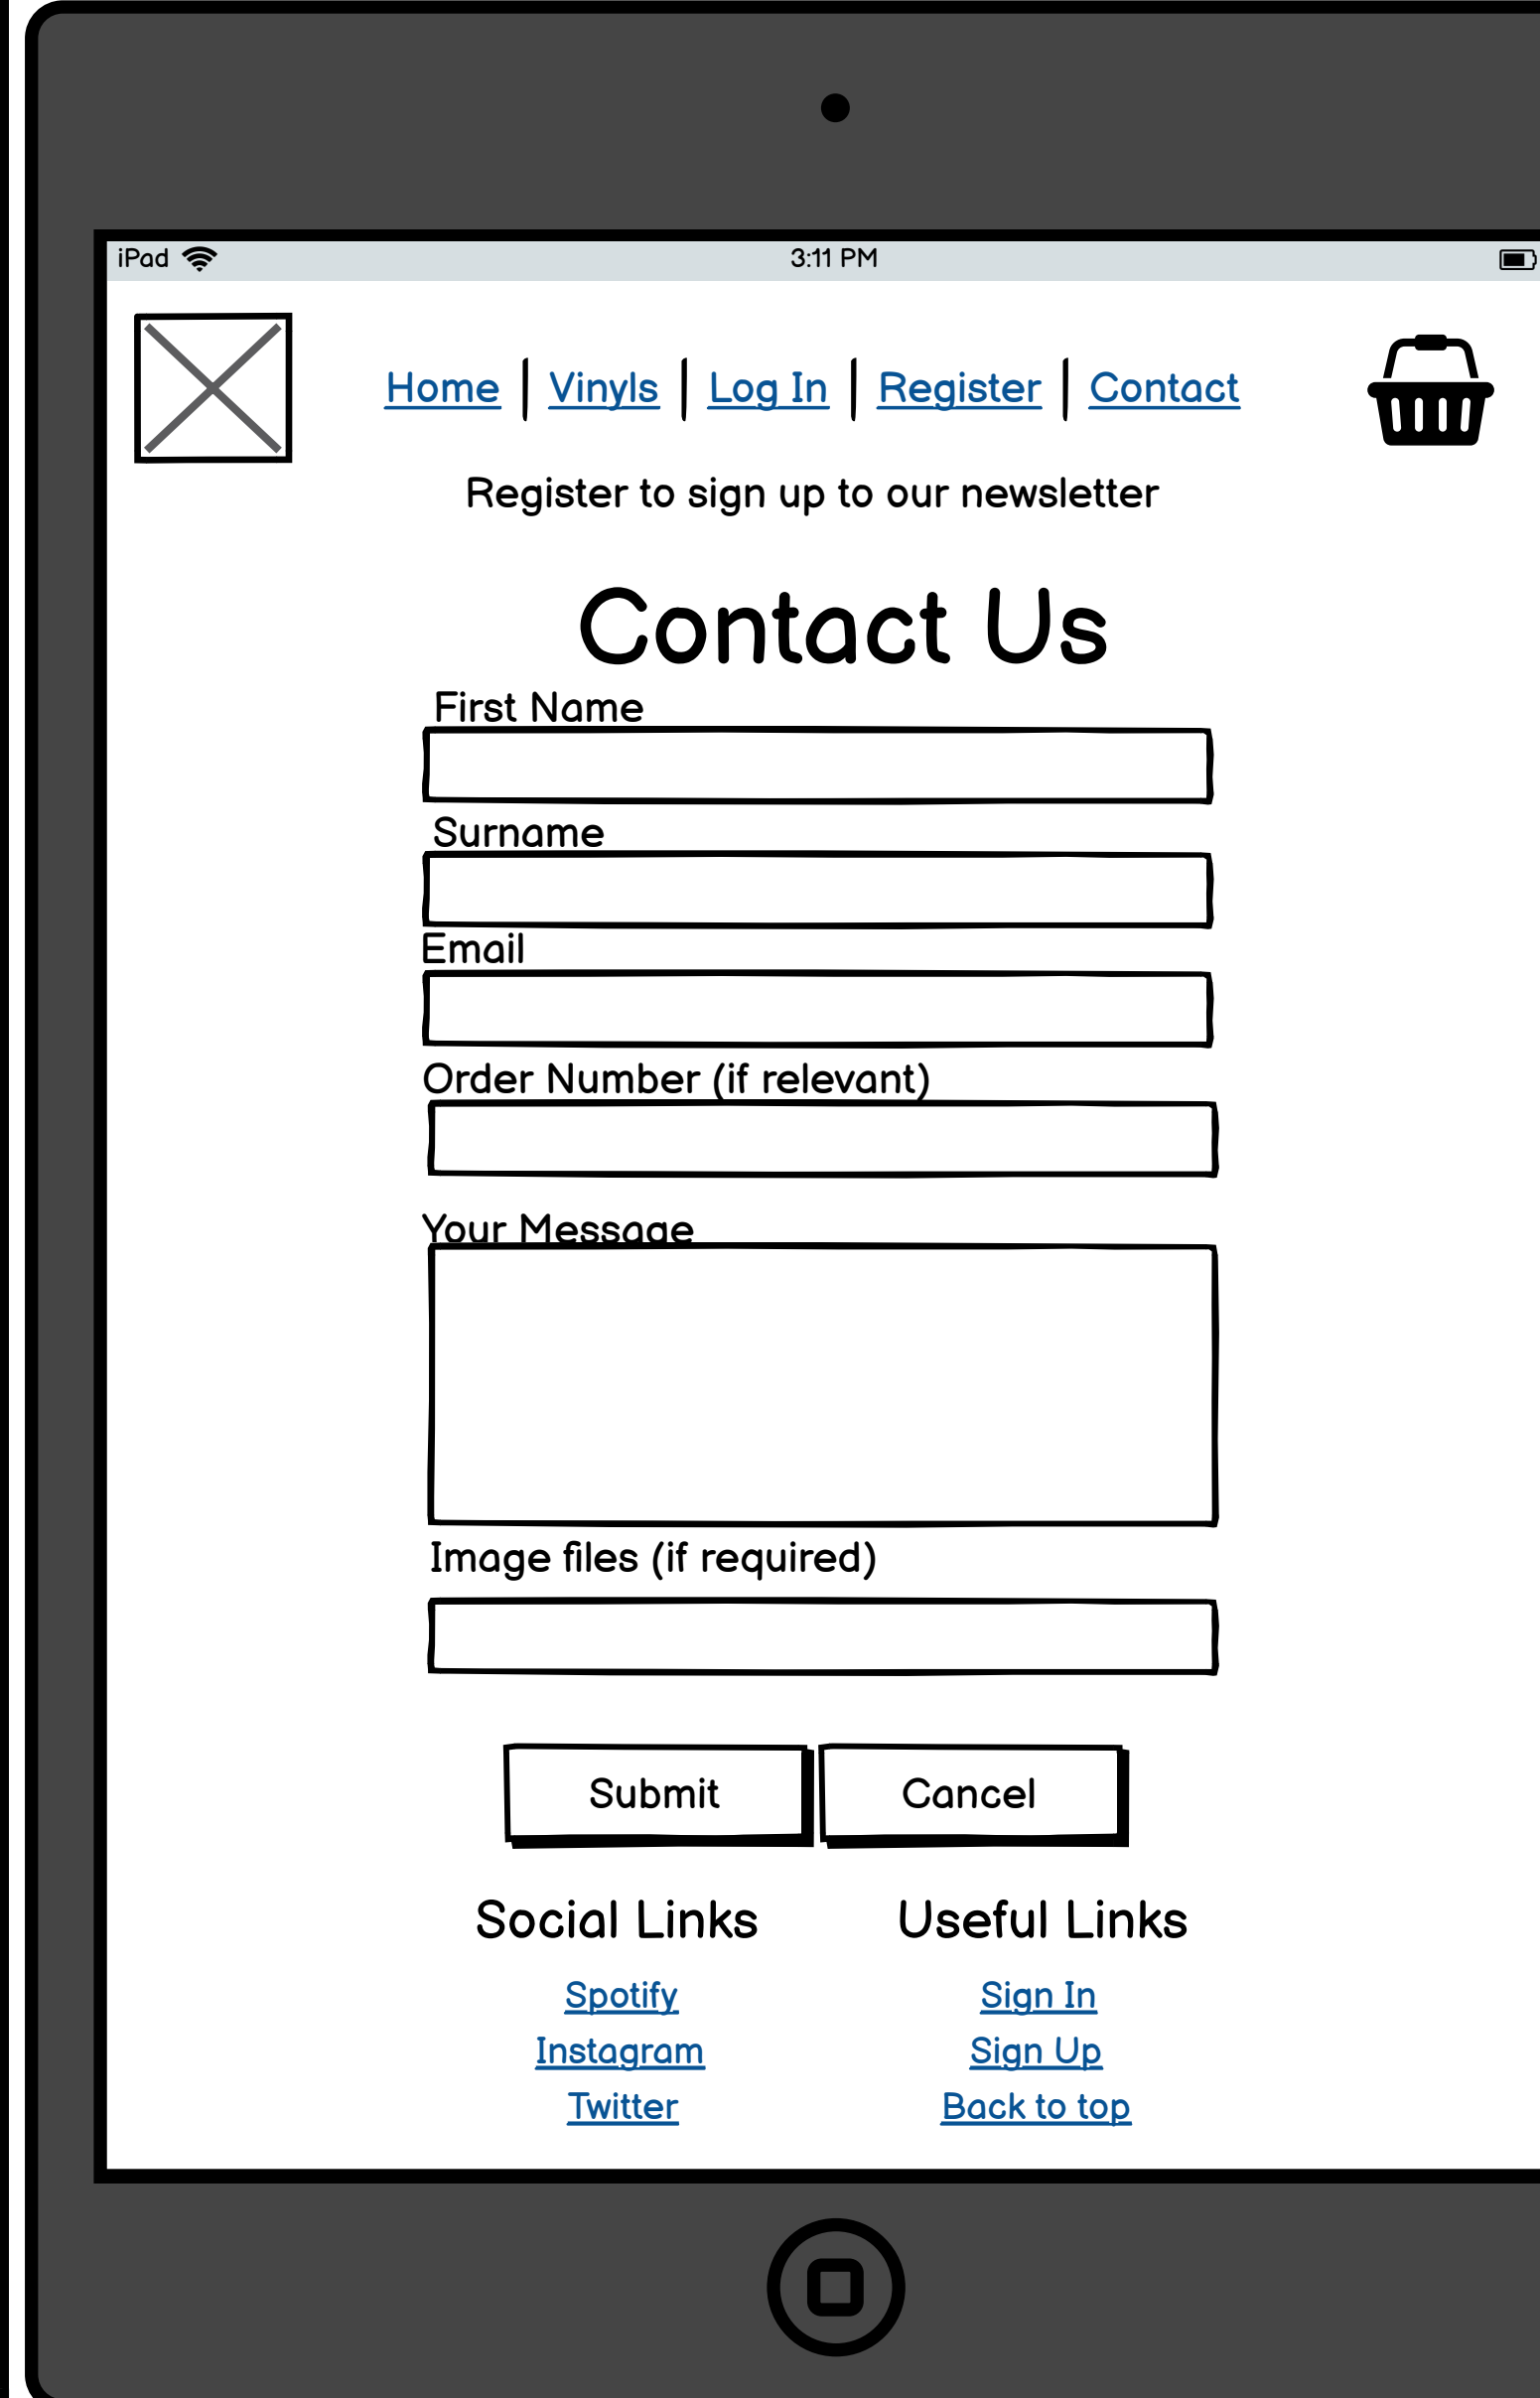 iPad 3:11 PM
Home Vinyls Log In Register Contact
Register to sign up to our newsletter
Contact Us
First Name
Surname
Email
Order Number (if relevant)
Your Message
Image files (if required)
Submit Cancel
Social Links Useful Links
Spotify Sign In
Instagram Sign Up
Twitter Back to top